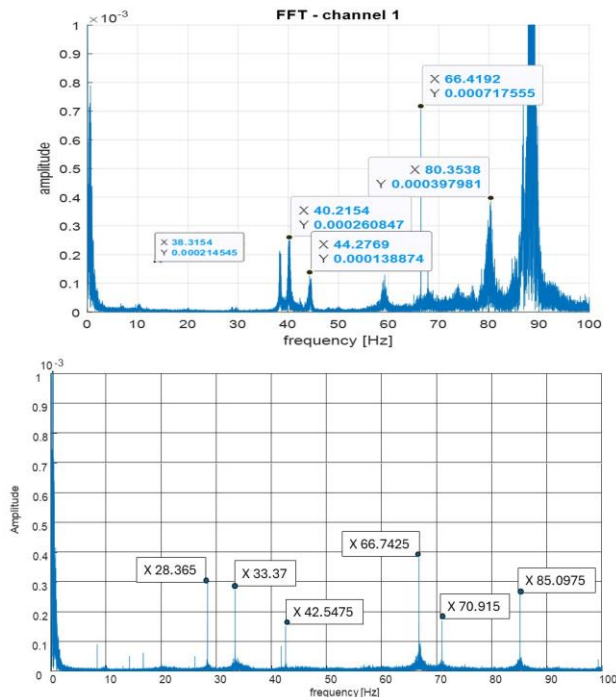 FFT - channel 1
× 10⁻³
1
0.9
0.8
0.7
0.6
0.5
0.4
0.3
0.2
0.1
0
amplitude
X 66.4192
Y 0.000717555
X 80.3538
Y 0.000397981
X 40.2154
Y 0.000260847
X 38.3154
Y 0.000214545
X 44.2769
Y 0.000138874
0 10 20 30 40 50 60 70 80 90 100
frequency [Hz]
10⁻³
1
0.9
0.8
0.7
0.6
0.5
0.4
0.3
0.2
0.1
0
Amplitude
X 66.7425
X 28.365
X 33.37
X 85.0975
X 42.5475
X 70.915
0 10 20 30 40 50 60 70 80 90 100
frequency [Hz]